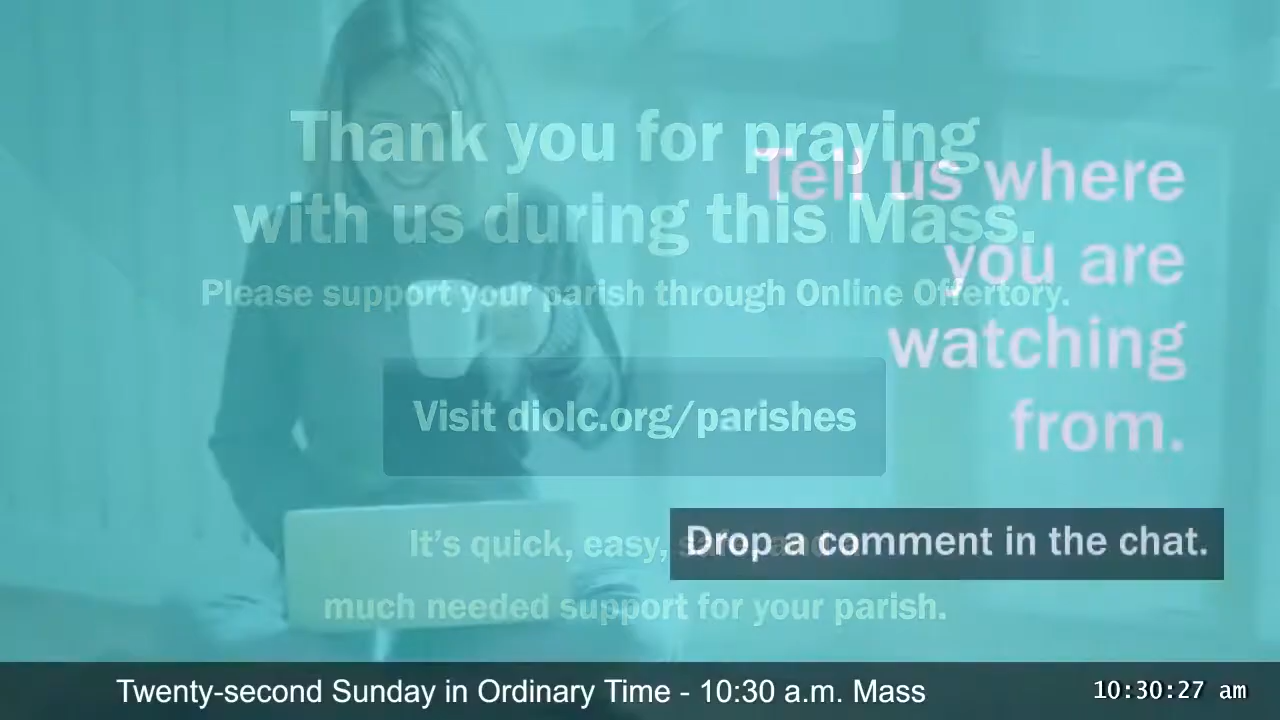 Thank you for praying
with us during this Mass.
Please support your parish through Online Offertory.
Visit diolc.org/parishes
It's quick, easy, safe, and a
much needed support for your parish.
Tell us where
you are
watching
from.
Drop a comment in the chat.
Twenty-second Sunday in Ordinary Time - 10:30 a.m. Mass
10:30:27 am